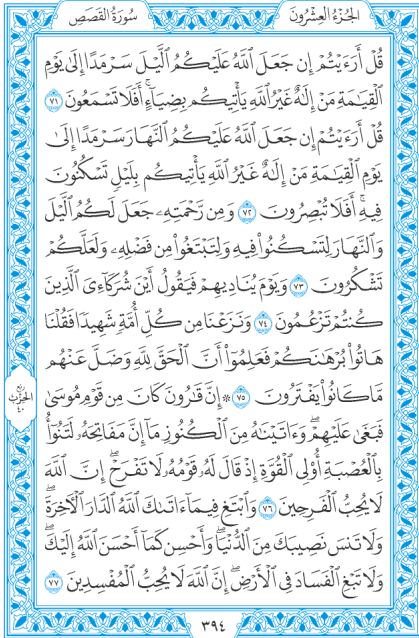 الجُزْءُ العِشْرُونَ
سُورَةُ القَصَصِ
قُلْ أَرَءَيْتُمْ إِن جَعَلَ ٱللَّهُ عَلَيْكُمُ ٱلَّيْلَ سَرْمَدًا إِلَىٰ يَوْمِ
ٱلْقِيَٰمَةِ مَنْ إِلَٰهٌ غَيْرُ ٱللَّهِ يَأْتِيكُم بِضِيَآءٍ ۖ أَفَلَا تَسْمَعُونَ ٧١
قُلْ أَرَءَيْتُمْ إِن جَعَلَ ٱللَّهُ عَلَيْكُمُ ٱلنَّهَارَ سَرْمَدًا إِلَىٰ
يَوْمِ ٱلْقِيَٰمَةِ مَنْ إِلَٰهٌ غَيْرُ ٱللَّهِ يَأْتِيكُم بِلَيْلٍ تَسْكُنُونَ
فِيهِ ۖ أَفَلَا تُبْصِرُونَ ٧٢ وَمِن رَّحْمَتِهِۦ جَعَلَ لَكُمُ ٱلَّيْلَ
وَٱلنَّهَارَ لِتَسْكُنُوا۟ فِيهِ وَلِتَبْتَغُوا۟ مِن فَضْلِهِۦ وَلَعَلَّكُمْ
تَشْكُرُونَ ٧٣ وَيَوْمَ يُنَادِيهِمْ فَيَقُولُ أَيْنَ شُرَكَآءِىَ ٱلَّذِينَ
كُنتُمْ تَزْعُمُونَ ٧٤ وَنَزَعْنَا مِن كُلِّ أُمَّةٍ شَهِيدًا فَقُلْنَا
هَاتُوا۟ بُرْهَٰنَكُمْ فَعَلِمُوٓا۟ أَنَّ ٱلْحَقَّ لِلَّهِ وَضَلَّ عَنْهُم
مَّا كَانُوا۟ يَفْتَرُونَ ٧٥ ۞ إِنَّ قَٰرُونَ كَانَ مِن قَوْمِ مُوسَىٰ
فَبَغَىٰ عَلَيْهِمْ ۖ وَءَاتَيْنَٰهُ مِنَ ٱلْكُنُوزِ مَآ إِنَّ مَفَاتِحَهُۥ لَتَنُوٓأُ
بِٱلْعُصْبَةِ أُو۟لِى ٱلْقُوَّةِ إِذْ قَالَ لَهُۥ قَوْمُهُۥ لَا تَفْرَحْ ۖ إِنَّ ٱللَّهَ
لَا يُحِبُّ ٱلْفَرِحِينَ ٧٦ وَٱبْتَغِ فِيمَآ ءَاتَىٰكَ ٱللَّهُ ٱلدَّارَ ٱلْءَاخِرَةَ ۖ
وَلَا تَنسَ نَصِيبَكَ مِنَ ٱلدُّنْيَا ۖ وَأَحْسِن كَمَآ أَحْسَنَ ٱللَّهُ إِلَيْكَ ۖ
وَلَا تَبْغِ ٱلْفَسَادَ فِى ٱلْأَرْضِ ۖ إِنَّ ٱللَّهَ لَا يُحِبُّ ٱلْمُفْسِدِينَ ٧٧
ربع
الحزب
٤٠
٣٩٤